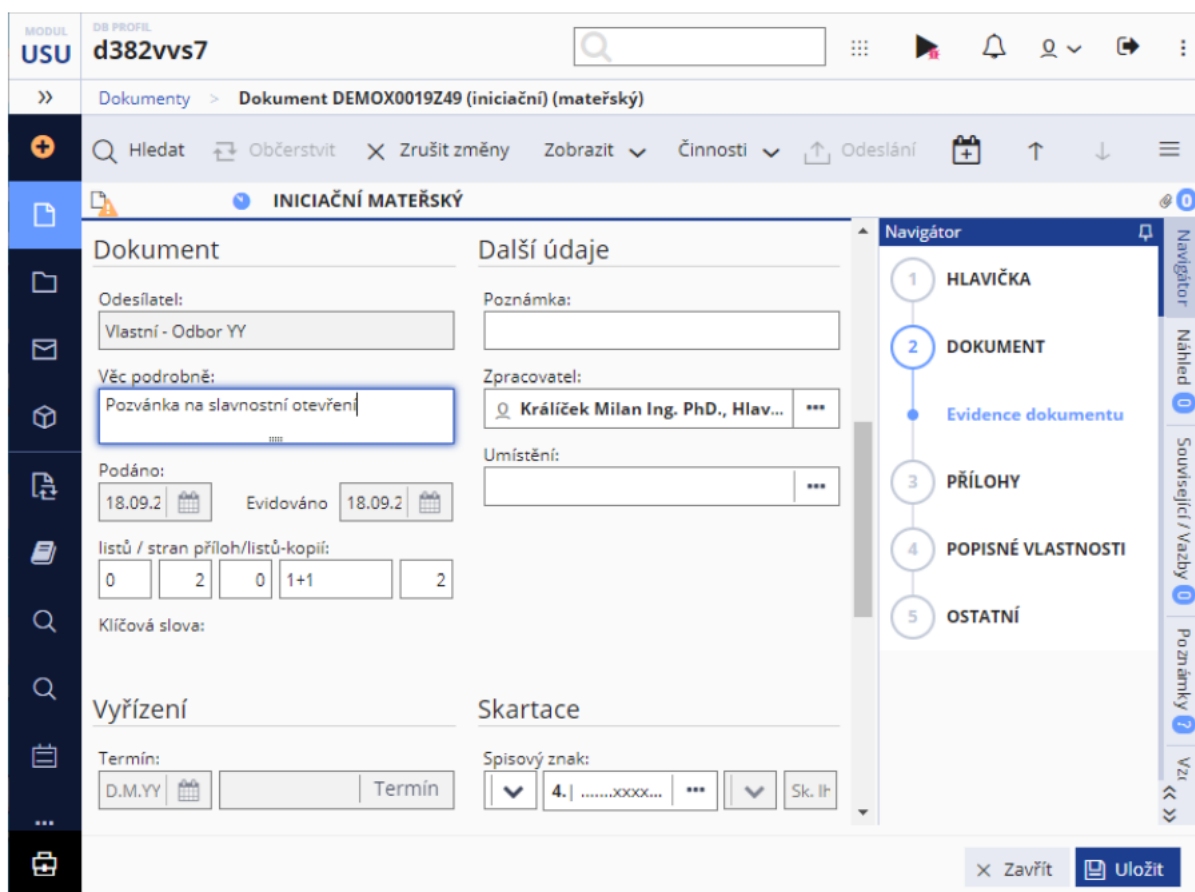 MODUL
USU
DB PROFIL
d382vvs7
Dokumenty > Dokument DEMOX0019Z49 (iniciační) (mateřský)
Hledat Občerstvit Zrušit změny Zobrazit Činnosti Odeslání
INICIAČNÍ MATEŘSKÝ
0
Dokument
Odesílatel:
Vlastní - Odbor YY
Věc podrobně:
Pozvánka na slavnostní otevření
Podáno:
18.09.2 Evidováno 18.09.2
listů / stran příloh/listů-kopií:
0 2 0 1+1 2
Klíčová slova:
Další údaje
Poznámka:
Zpracovatel:
Králíček Milan Ing. PhD., Hlav... ...
Umístění:
...
Vyřízení
Termín:
D.M.YY Termín
Skartace
Spisový znak:
4.| .......xxxx... ...
Navigátor
1 HLAVIČKA
2 DOKUMENT
Evidence dokumentu
3 PŘÍLOHY
4 POPISNÉ VLASTNOSTI
5 OSTATNÍ
Navigátor
Náhled 0
Související / Vazby 0
Poznámky
Zavřít Uložit